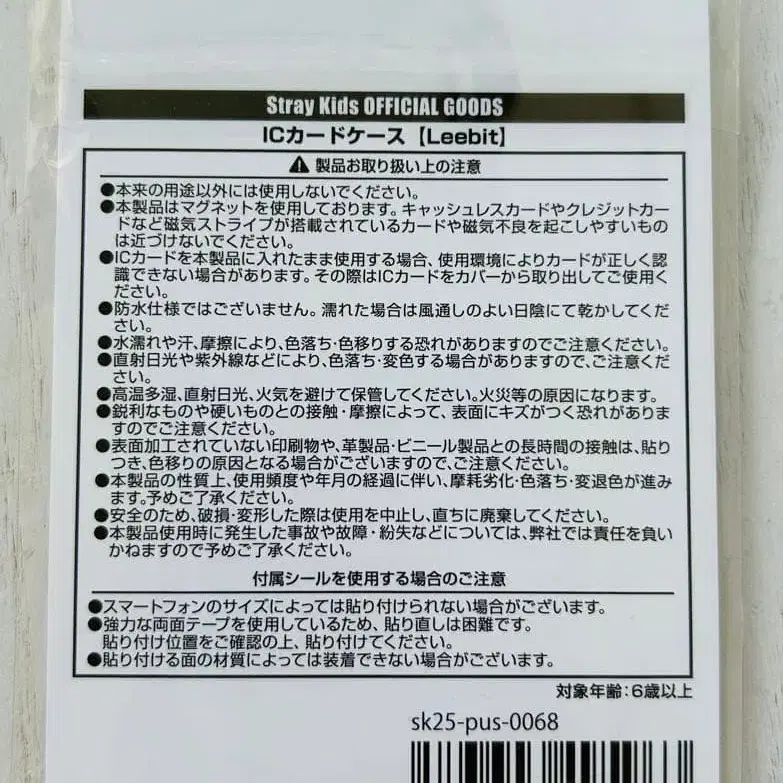 Stray Kids OFFICIAL GOODS
ICカードケース【Leebit】
⚠ 製品お取り扱い上の注意
●本来の用途以外には使用しないでください。
●本製品はマグネットを使用しております。キャッシュレスカードやクレジットカー
ドなど磁気ストライプが搭載されているカードや磁気不良を起こしやすいもの
は近づけないでください。
●ICカードを本製品に入れたまま使用する場合、使用環境によりカードが正しく認
識できない場合があります。その際はICカードをカバーから取り出してご使用く
ださい。
●防水仕様ではございません。濡れた場合は風通しのよい日陰にて乾かしてくだ
さい。
●水濡れや汗、摩擦により、色落ち・色移りする恐れがありますのでご注意ください。
●直射日光や紫外線などにより、色落ち・変色する場合がありますので、ご注意くだ
さい。
●高温多湿、直射日光、火気を避けて保管してください。火災等の原因になります。
●鋭利なものや硬いものとの接触・摩擦によって、表面にキズがつく恐れがありま
すのでご注意ください。
●表面加工されていない印刷物や、革製品・ビニール製品との長時間の接触は、貼り
つき、色移りの原因となる場合がございますので、ご注意ください。
●本製品の性質上、使用頻度や年月の経過に伴い、摩耗劣化・色落ち・変退色が進み
ます。予めご了承ください。
●安全のため、破損・変形した際は使用を中止し、直ちに廃棄してください。
●本製品使用時に発生した事故や故障・紛失などについては、弊社では責任を負い
かねますので予めご了承ください。
付属シールを使用する場合のご注意
●スマートフォンのサイズによっては貼り付けられない場合がございます。
●強力な両面テープを使用しているため、貼り直しは困難です。
貼り付け位置をご確認の上、貼り付けてください。
●貼り付ける面の材質によっては装着できない場合がございます。
対象年齢:6歳以上
sk25-pus-0068